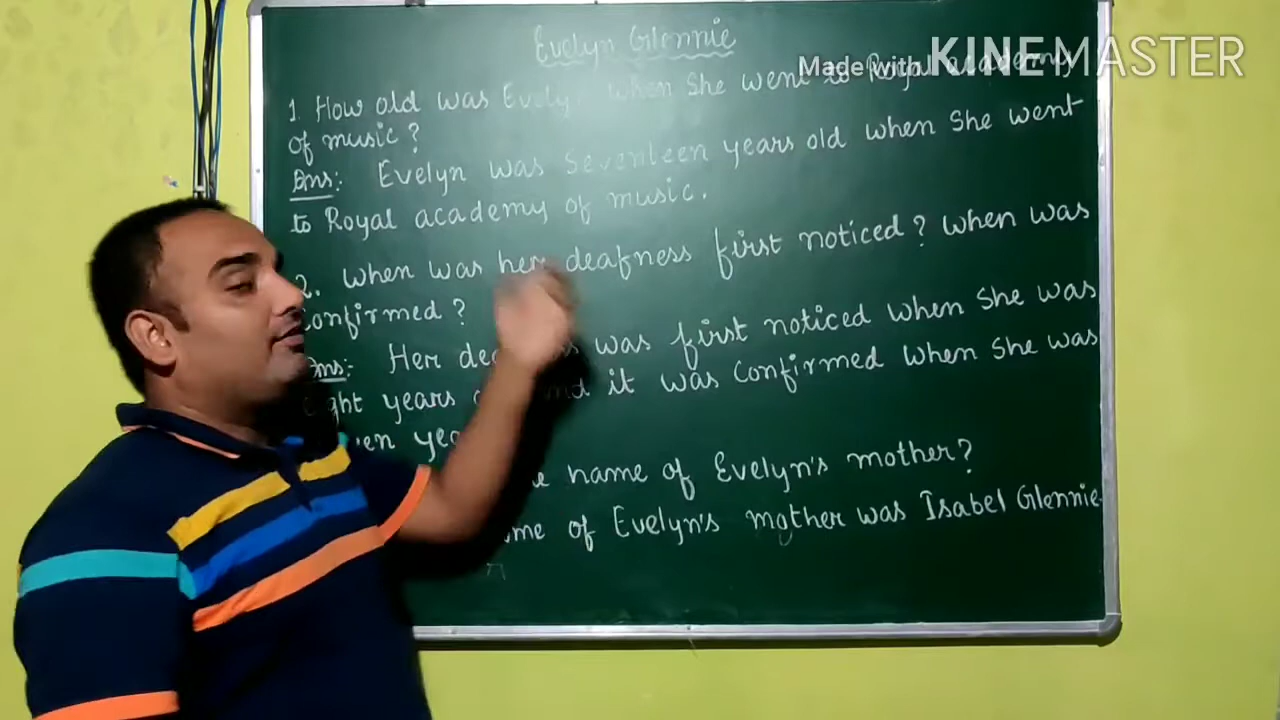 Evelyn Glennie
Made with KINEMASTER
1. How old was when she went to Royal academy
of music?
Ans: Evelyn was Seventeen years old when She went
to Royal academy of music.
2. When was her deafness first noticed? When was
confirmed?
Ans: Her was first noticed when She was
eight years it was confirmed when She was
name of Evelyn's mother?
of Evelyn's mother was Isabel Glennie.